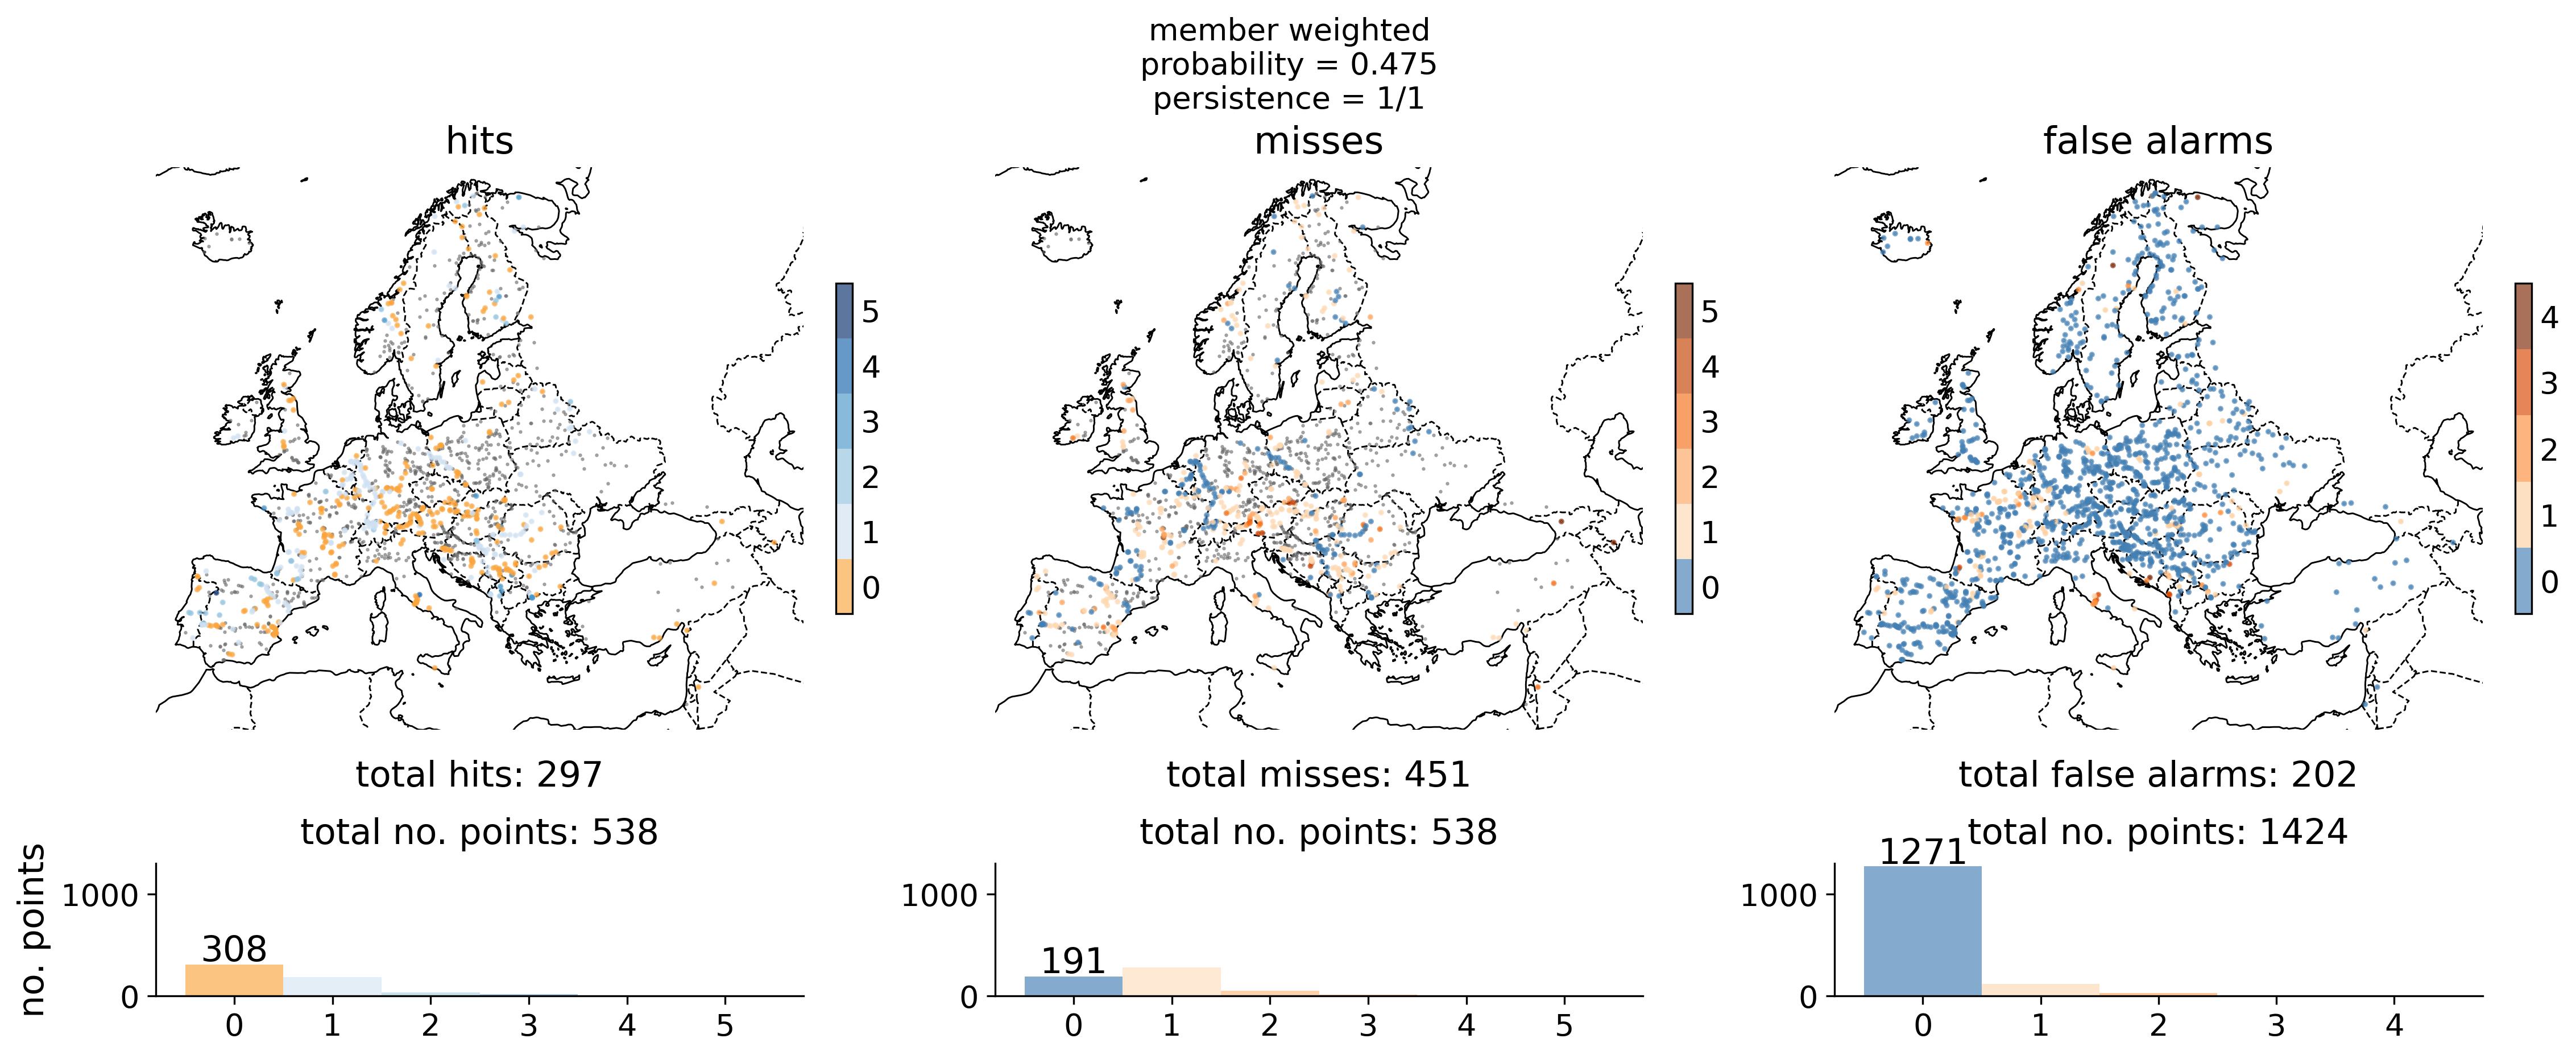 member weighted
probability = 0.475
persistence = 1/1
hits
misses
false alarms
5
4
3
2
1
0
5
4
3
2
1
0
4
3
2
1
0
total hits: 297
total misses: 451
total false alarms: 202
total no. points: 538
total no. points: 538
total no. points: 1424
no. points
1000
0
308
0 1 2 3 4 5
1000
0
191
0 1 2 3 4 5
1000
0
1271
0 1 2 3 4